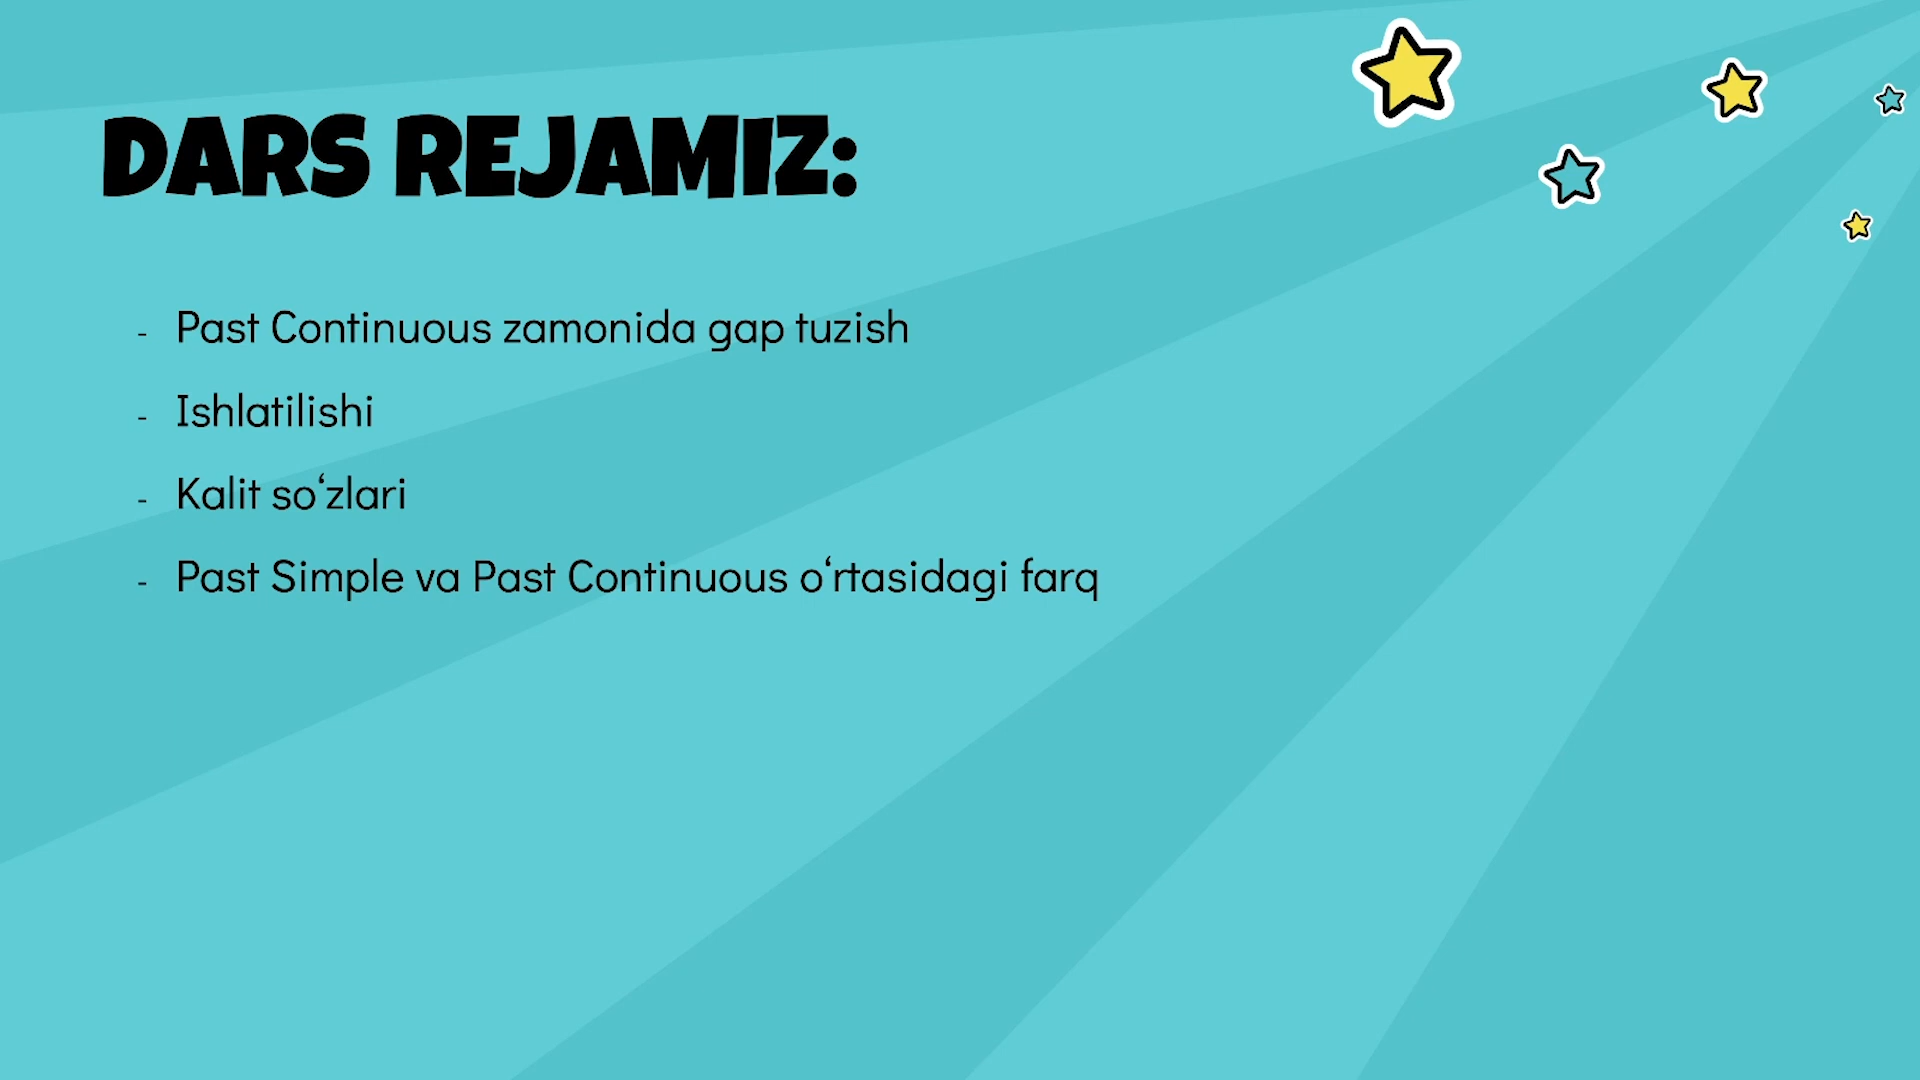 DARS REJAMIZ:
- Past Continuous zamonida gap tuzish
- Ishlatilishi
- Kalit so‘zlari
- Past Simple va Past Continuous o‘rtasidagi farq